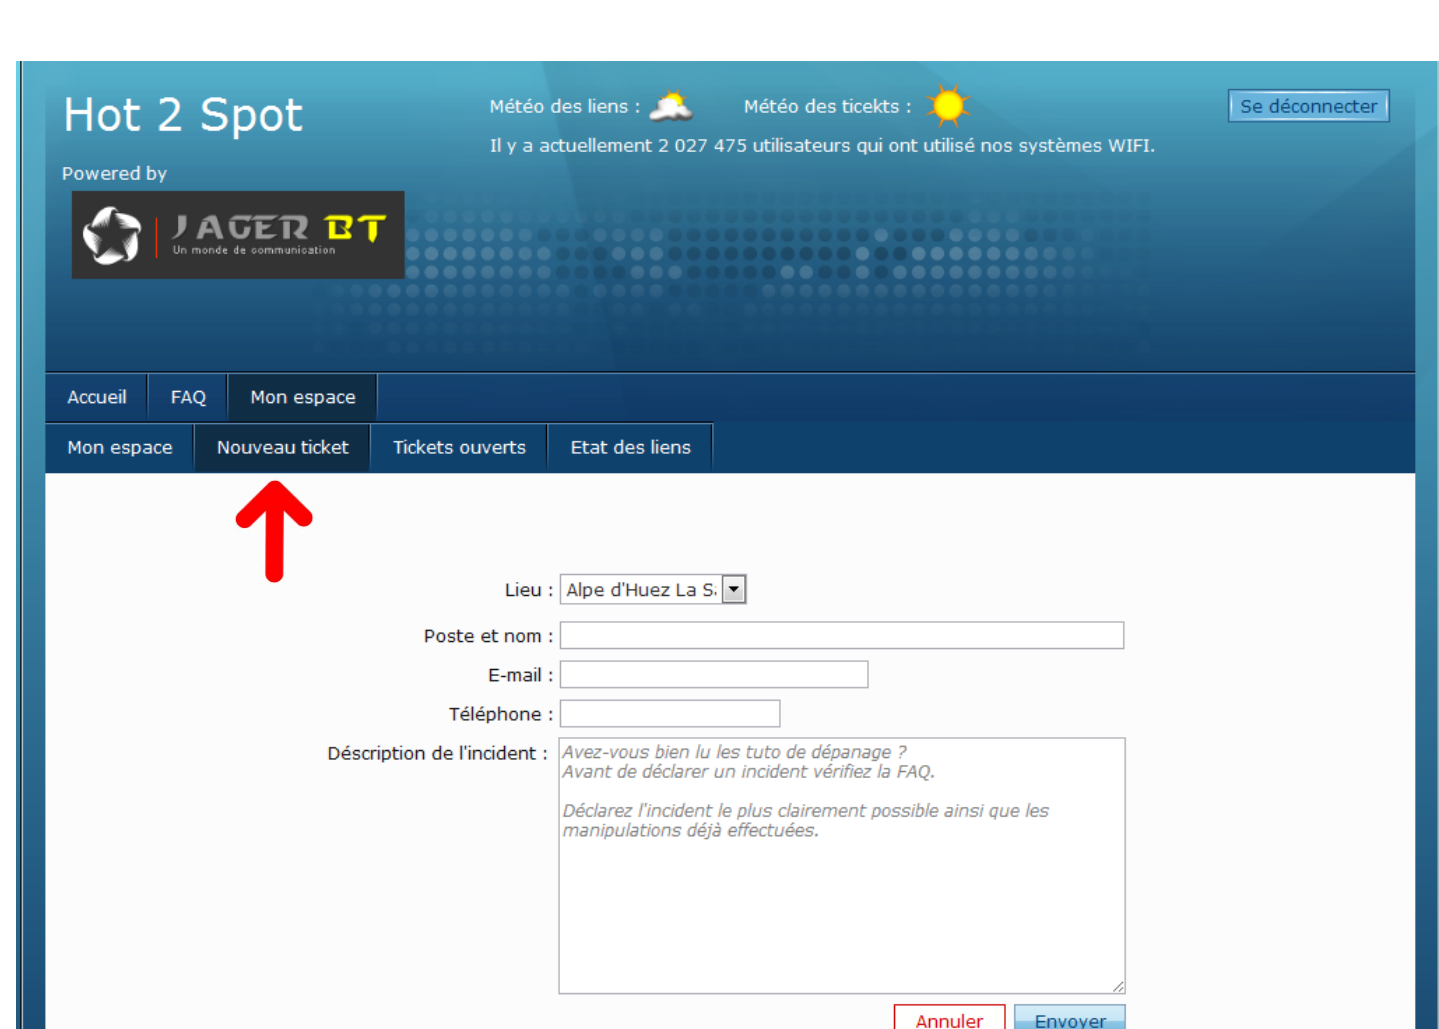 Hot 2 Spot
Météo des liens :
Météo des ticekts :
Se déconnecter
Il y a actuellement 2 027 475 utilisateurs qui ont utilisé nos systèmes WIFI.
Powered by
JAGER BT
Un monde de communication
Accueil
FAQ
Mon espace
Mon espace
Nouveau ticket
Tickets ouverts
Etat des liens
Lieu :
Alpe d'Huez La S
Poste et nom :
E-mail :
Téléphone :
Déscription de l'incident :
Avez-vous bien lu les tuto de dépanage ?
Avant de déclarer un incident vérifiez la FAQ.
Déclarez l'incident le plus clairement possible ainsi que les
manipulations déjà effectuées.
Annuler
Envoyer